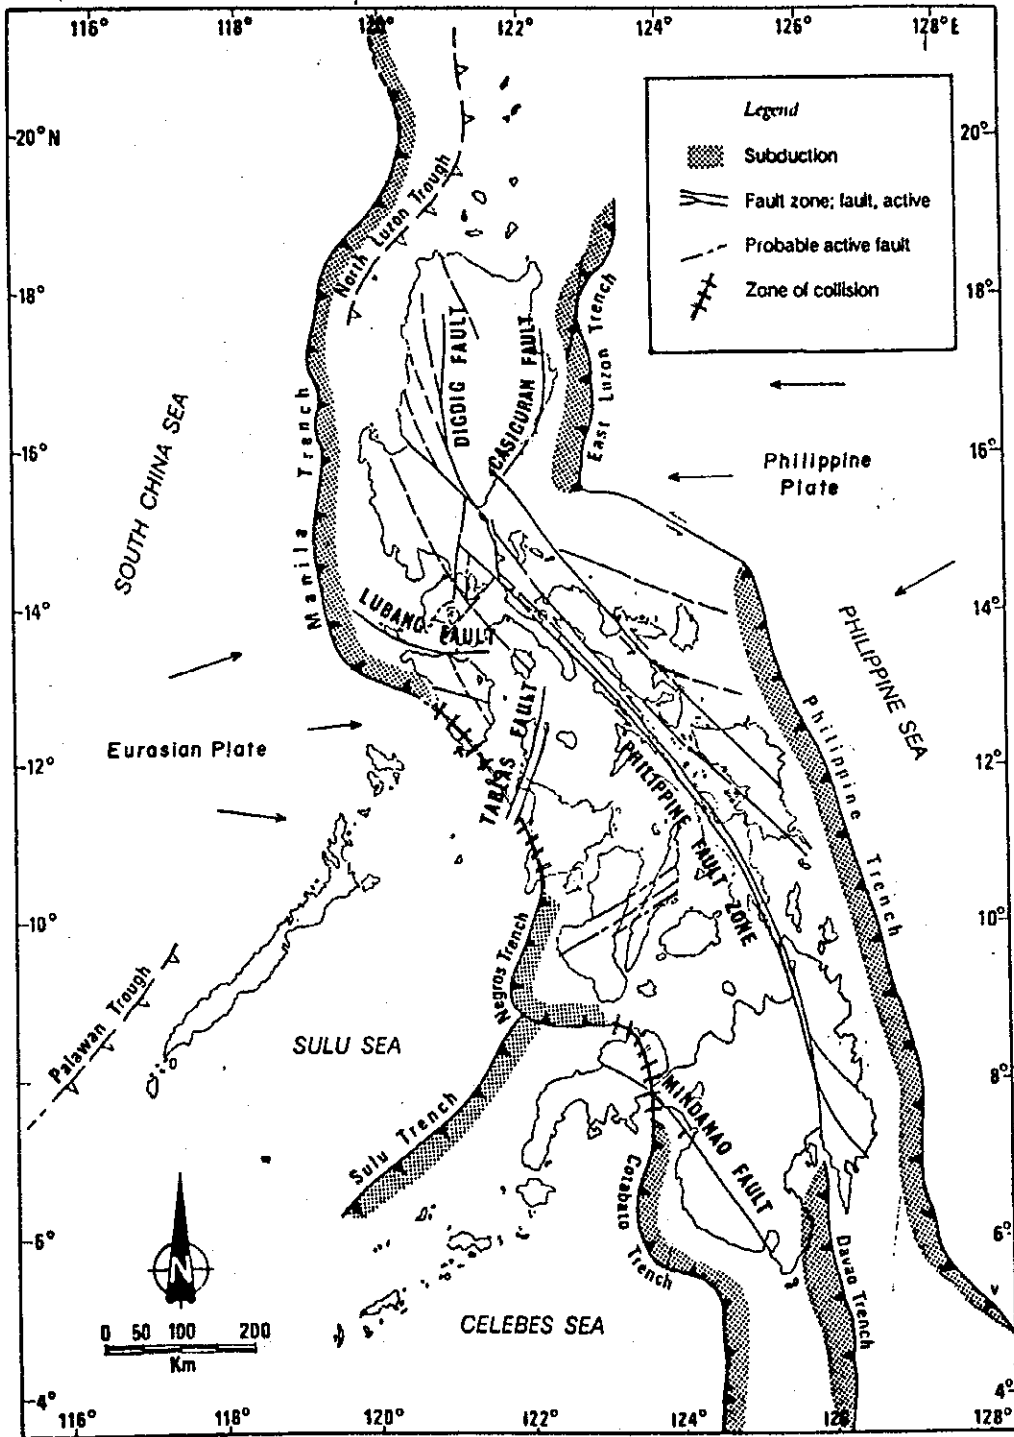 116°
118°
120°
122°
124°
126°
128°E
20°N
20°
18°
18°
16°
16°
14°
14°
12°
12°
10°
10°
8°
6°
6°
4°
4°
Legend
Subduction
Fault zone; fault, active
Probable active fault
Zone of collision
North Luzon Trough
East Luzon Trench
DIGDIG FAULT
CASIGURAN FAULT
Manila Trench
SOUTH CHINA SEA
Philippine
Plate
LUBANG FAULT
PHILIPPINE SEA
Philippine Trench
Eurasian Plate
TABLAS FAULT
PHILIPPINE FAULT ZONE
Negros Trench
Palawan Trough
SULU SEA
Sulu Trench
MINDANAO FAULT
Cotabato Trench
Davao Trench
CELEBES SEA
N
0 50 100 200
Km
116°
118°
120°
122°
124°
126
128°